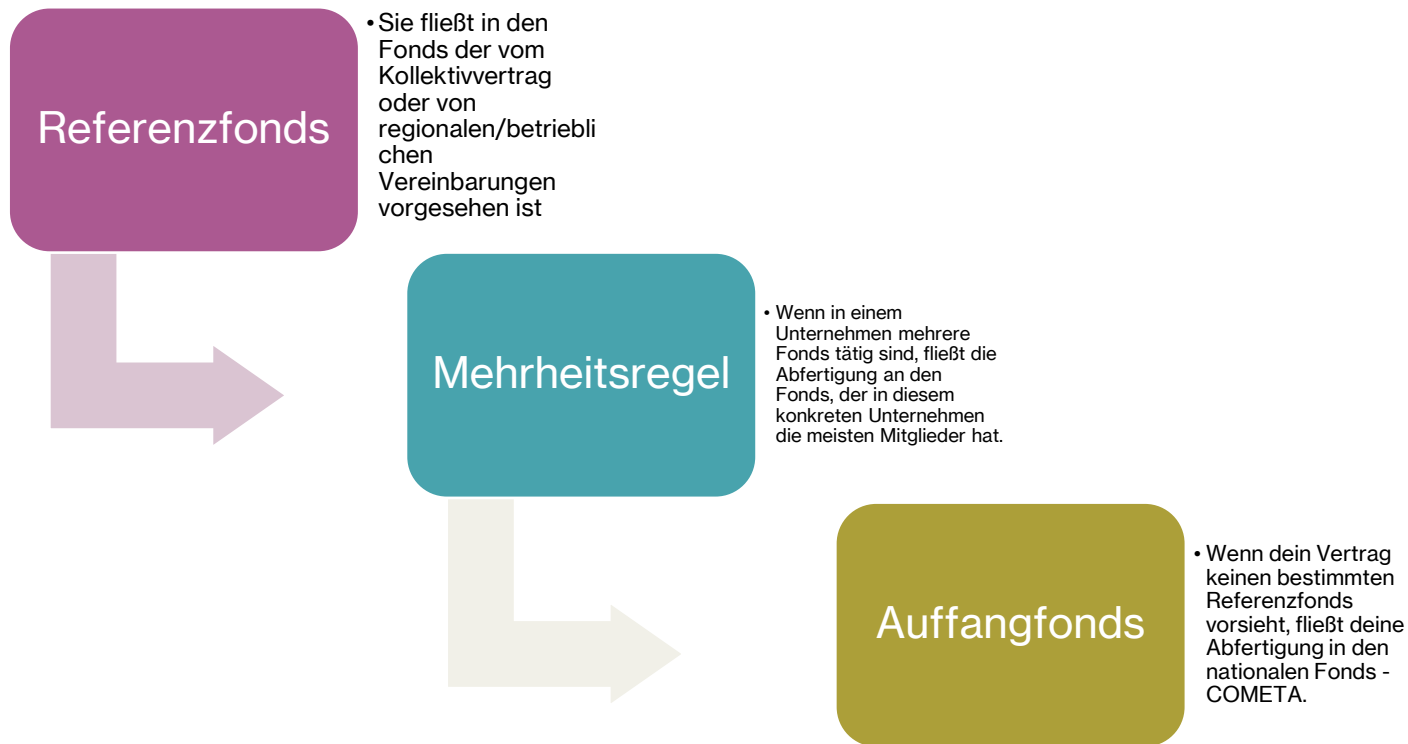 Referenzfonds
• Sie fließt in den
Fonds der vom
Kollektivvertrag
oder von
regionalen/betriebli
chen
Vereinbarungen
vorgesehen ist
Mehrheitsregel
• Wenn in einem
Unternehmen mehrere
Fonds tätig sind, fließt die
Abfertigung an den
Fonds, der in diesem
konkreten Unternehmen
die meisten Mitglieder hat.
Auffangfonds
• Wenn dein Vertrag
keinen bestimmten
Referenzfonds
vorsieht, fließt deine
Abfertigung in den
nationalen Fonds -
COMETA.